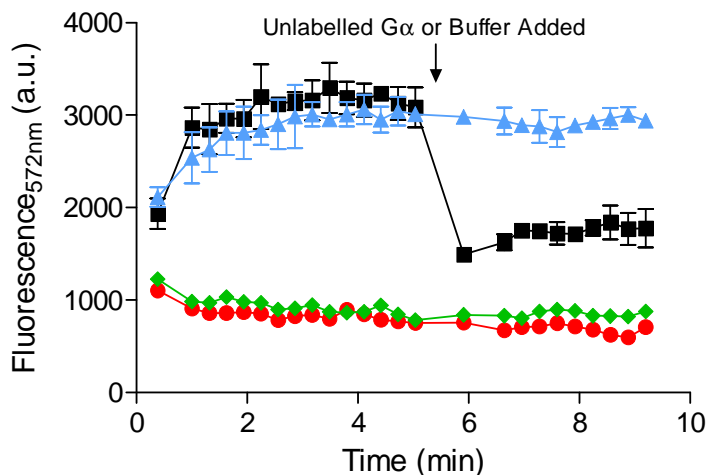 Unlabelled Gα or Buffer Added
4000
3000
2000
1000
0
Fluorescence572nm (a.u.)
0 2 4 6 8 10
Time (min)